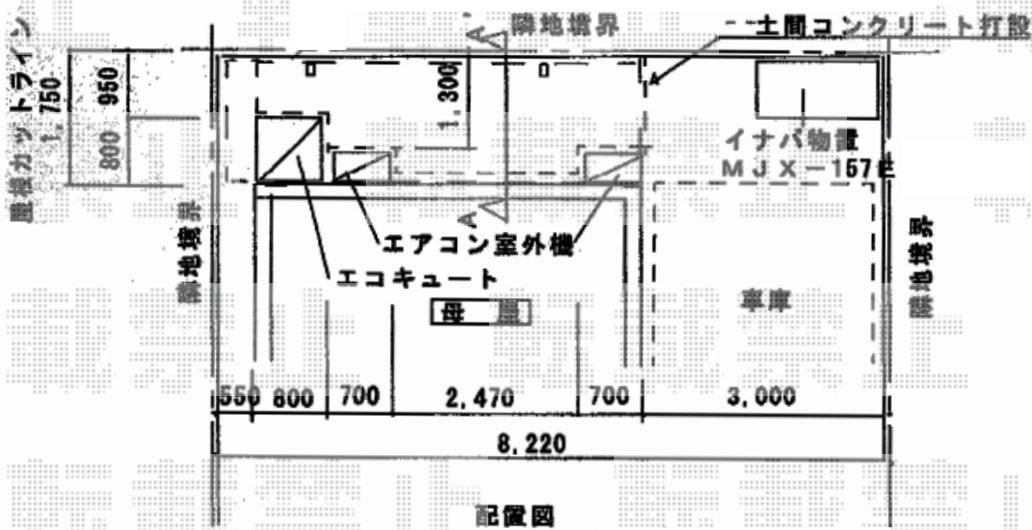 隣地境界
土間コンクリート打設
屋根カットライン
1,750
950
800
1,300
イナバ物置
MJX-157E
A
A
エアコン室外機
エコキュート
母屋
車庫
隣地境界
隣地境界
550
800
700
2,470
700
3,000
8,220
配置図